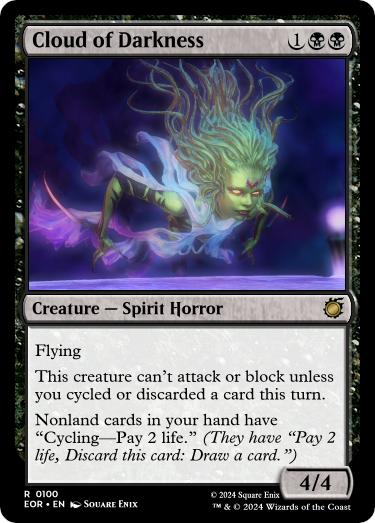 Cloud of Darkness 1
Creature — Spirit Horror
Flying
This creature can't attack or block unless
you cycled or discarded a card this turn.
Nonland cards in your hand have
"Cycling—Pay 2 life." (They have "Pay 2
life, Discard this card: Draw a card.")
4/4
R 0100
EOR • EN Square Enix
© 2024 Square Enix
™ & © 2024 Wizards of the Coast